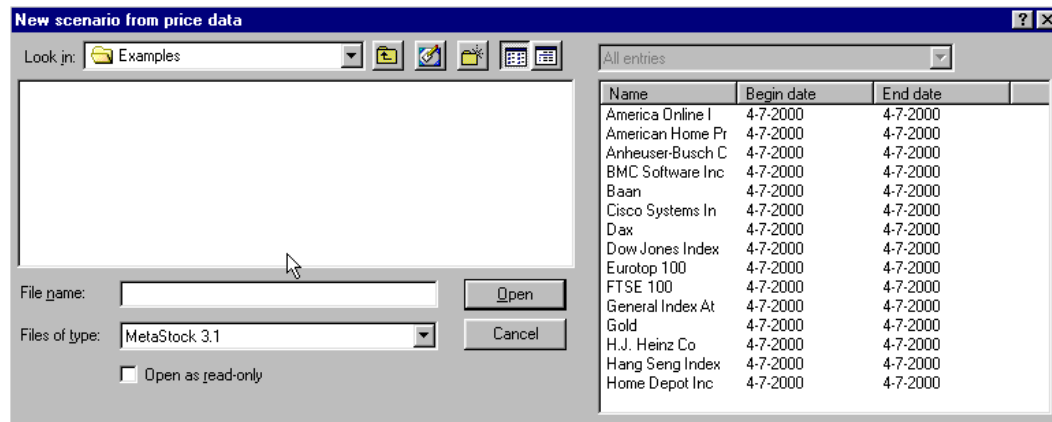 New scenario from price data
Look in: Examples
File name:
Open
Files of type: MetaStock 3.1
Cancel
Open as read-only
All entries
Name Begin date End date
America Online I 4-7-2000 4-7-2000
American Home Pr 4-7-2000 4-7-2000
Anheuser-Busch C 4-7-2000 4-7-2000
BMC Software Inc 4-7-2000 4-7-2000
Baan 4-7-2000 4-7-2000
Cisco Systems In 4-7-2000 4-7-2000
Dax 4-7-2000 4-7-2000
Dow Jones Index 4-7-2000 4-7-2000
Eurotop 100 4-7-2000 4-7-2000
FTSE 100 4-7-2000 4-7-2000
General Index At 4-7-2000 4-7-2000
Gold 4-7-2000 4-7-2000
H.J. Heinz Co 4-7-2000 4-7-2000
Hang Seng Index 4-7-2000 4-7-2000
Home Depot Inc 4-7-2000 4-7-2000